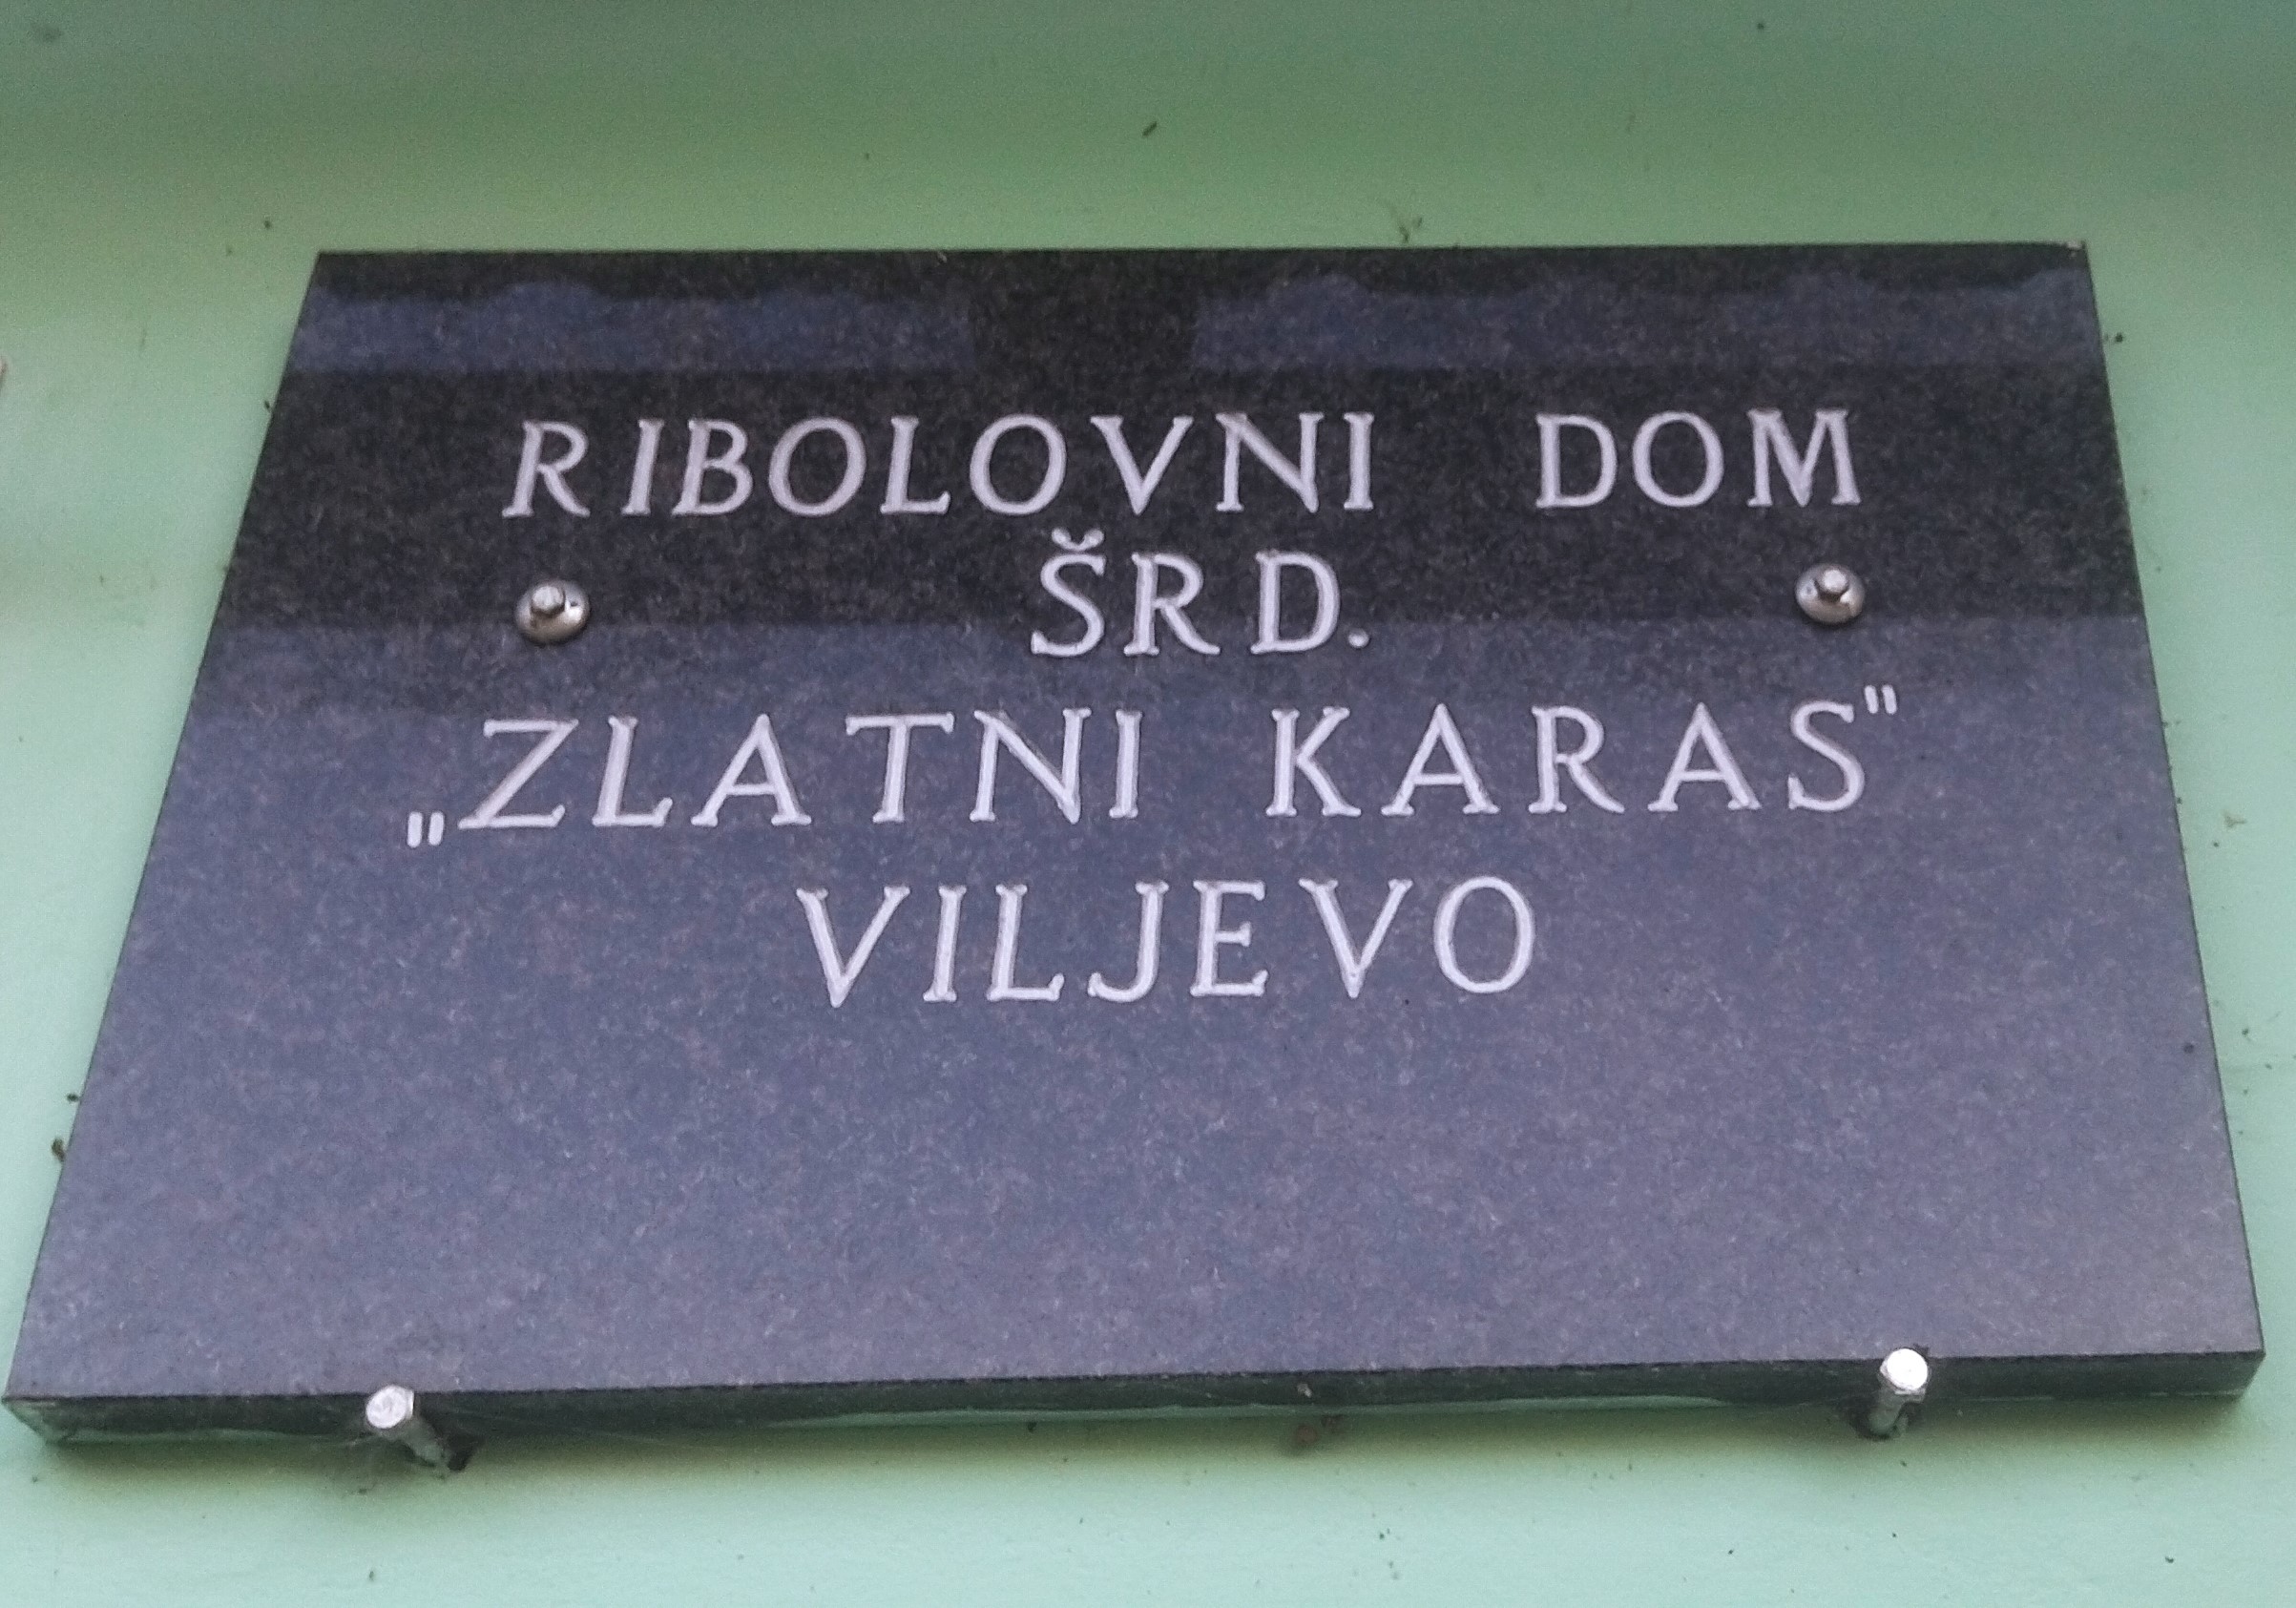 RIBOLOVNI DOM
ŠRD.
„ZLATNI KARAS"
VILJEVO